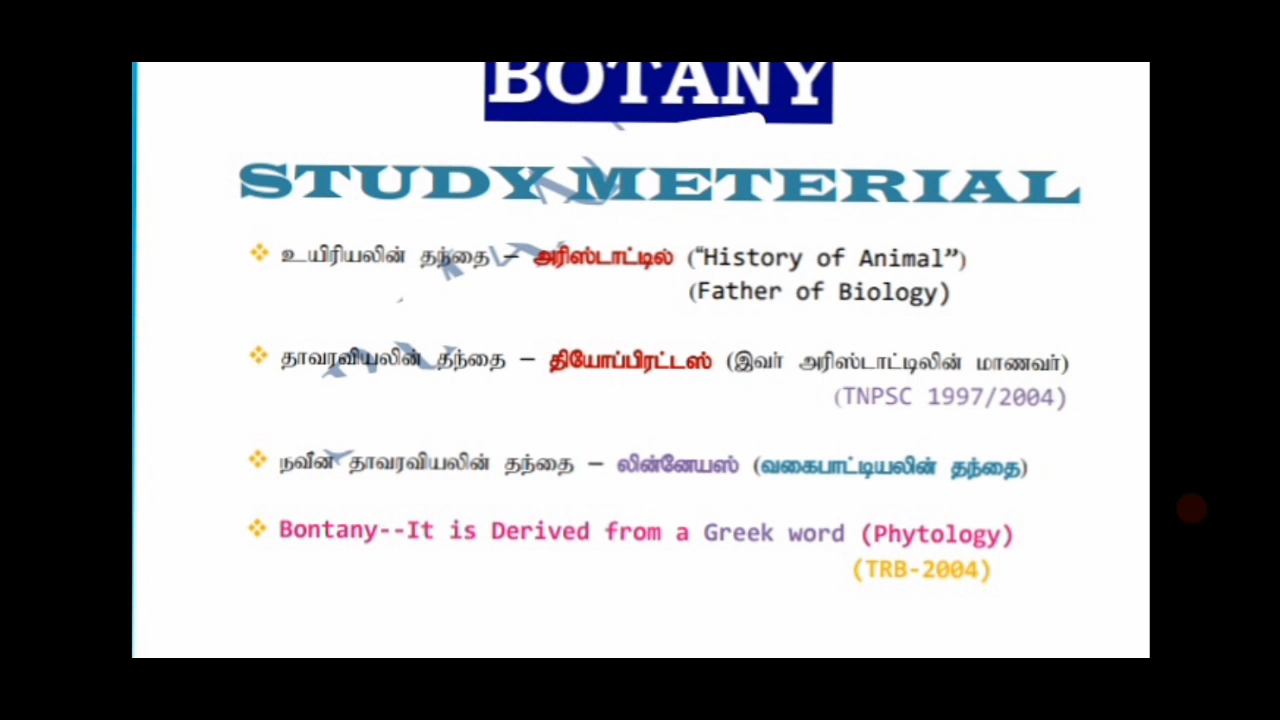 BOTANY
STUDY METERIAL
❖ உயிரியலின் தந்தை – அரிஸ்டாட்டில் (“History of Animal”)
(Father of Biology)
❖ தாவரவியலின் தந்தை – தியோப்பிரட்டஸ் (இவர் அரிஸ்டாட்டிலின் மாணவர்)
(TNPSC 1997/2004)
❖ நவீன தாவரவியலின் தந்தை – லின்னேயஸ் (வகைபாட்டியலின் தந்தை)
❖ Bontany--It is Derived from a Greek word (Phytology)
(TRB-2004)